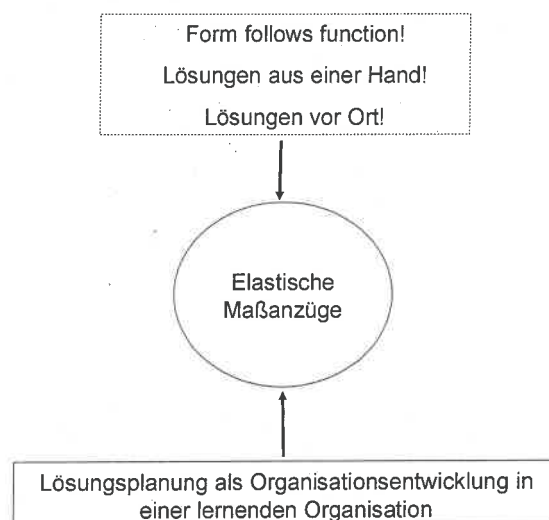 Form follows function!
Lösungen aus einer Hand!
Lösungen vor Ort!
Elastische
Maßanzüge
Lösungsplanung als Organisationsentwicklung in
einer lernenden Organisation